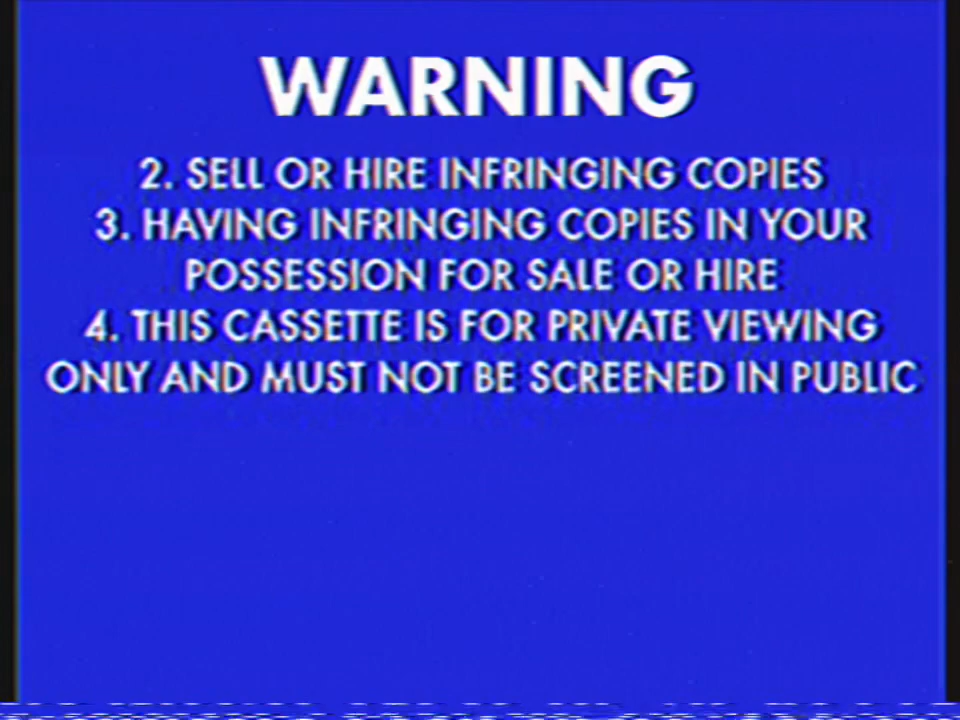 WARNING
2. SELL OR HIRE INFRINGING COPIES
3. HAVING INFRINGING COPIES IN YOUR
POSSESSION FOR SALE OR HIRE
4. THIS CASSETTE IS FOR PRIVATE VIEWING
ONLY AND MUST NOT BE SCREENED IN PUBLIC